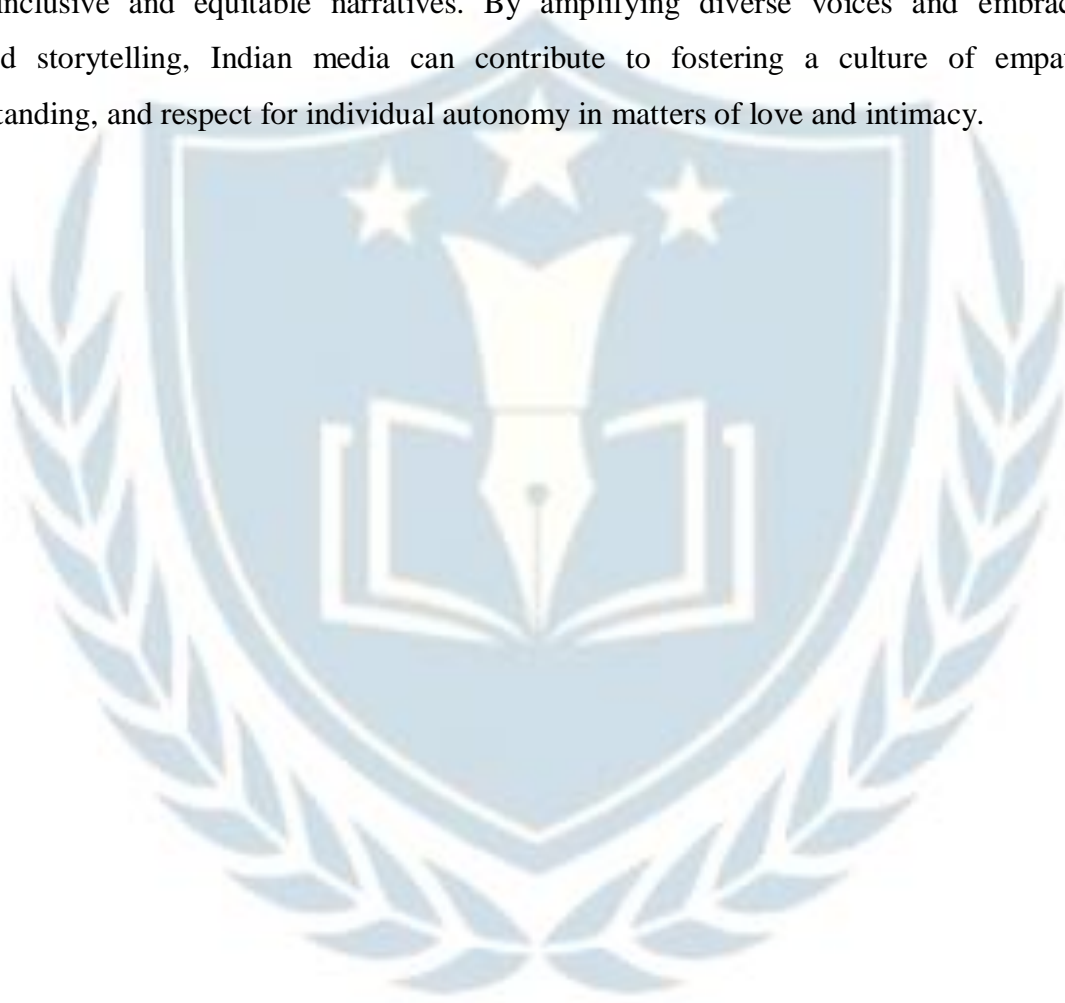 inclusive and equitable narratives. By amplifying diverse voices and embrac
d storytelling, Indian media can contribute to fostering a culture of empat
tanding, and respect for individual autonomy in matters of love and intimacy.